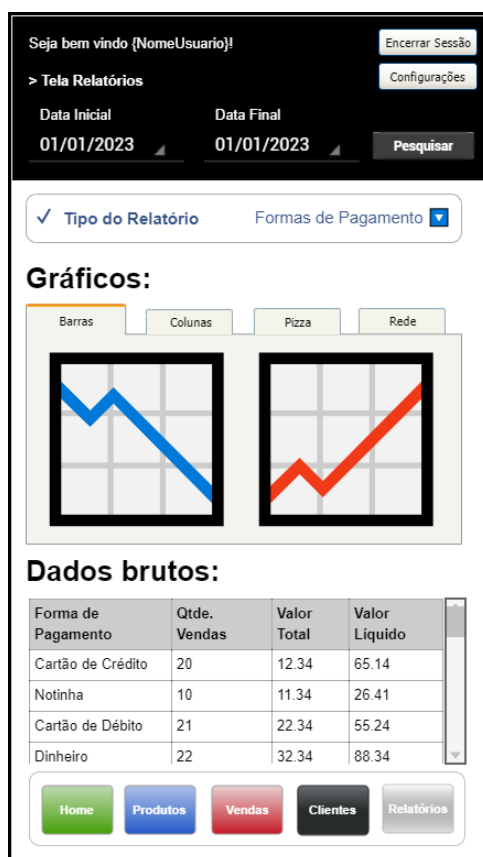 Seja bem vindo {NomeUsuario}!
Encerrar Sessão
> Tela Relatórios
Configurações
Data Inicial
Data Final
01/01/2023
01/01/2023
Pesquisar
Tipo do Relatório
Formas de Pagamento
Gráficos:
Barras
Colunas
Pizza
Rede
Dados brutos:
Forma de Pagamento Qtde. Vendas Valor Total Valor Líquido
Cartão de Crédito 20 12.34 65.14
Notinha 10 11.34 26.41
Cartão de Débito 21 22.34 55.24
Dinheiro 22 32.34 88.34
Home
Produtos
Vendas
Clientes
Relatórios